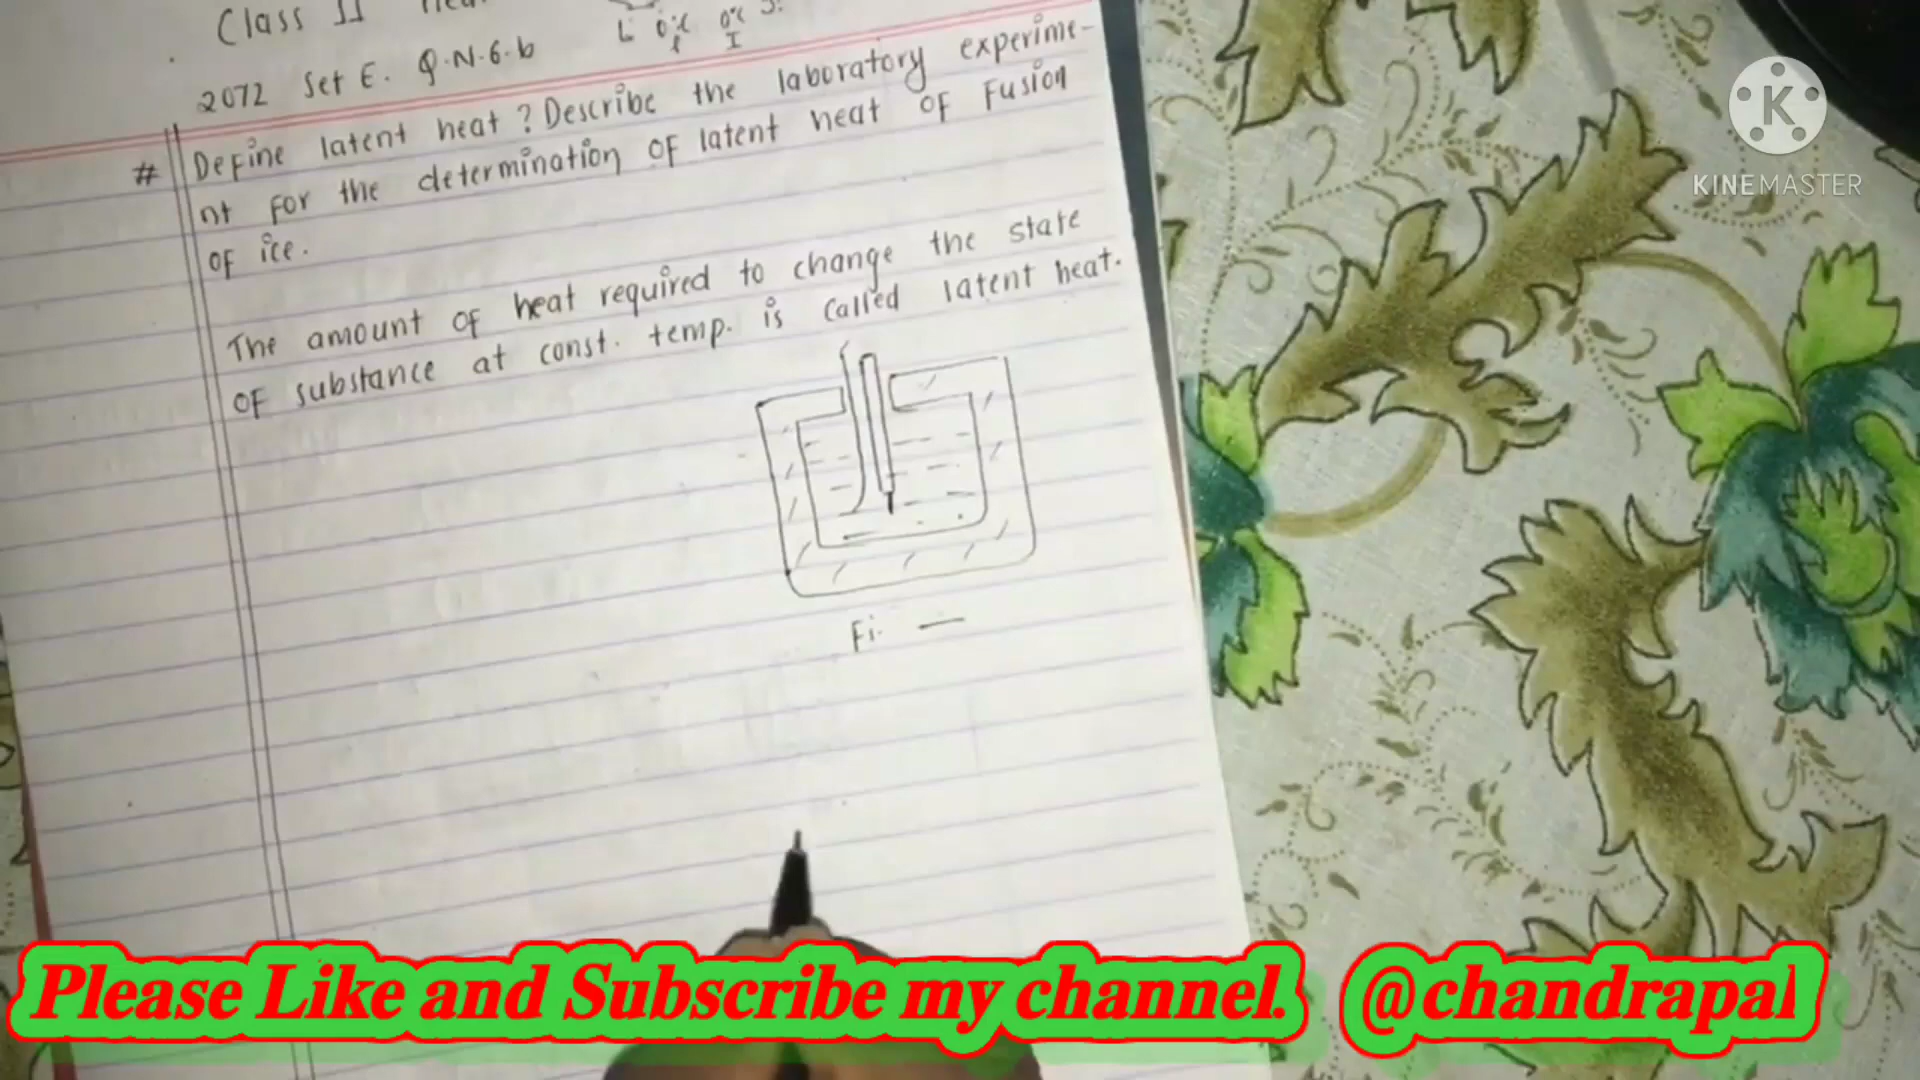 Class 11
2072 Set E. Q.N.6.b
L 0°c 0°c
I
# Define latent heat ? Describe the laboratory experime-
nt for the determination of latent heat of fusion
of ice.
The amount of heat required to change the state
of substance at const. temp. is called latent heat.
Fi. —
K
KINEMASTER
Please Like and Subscribe my channel. @chandrapal